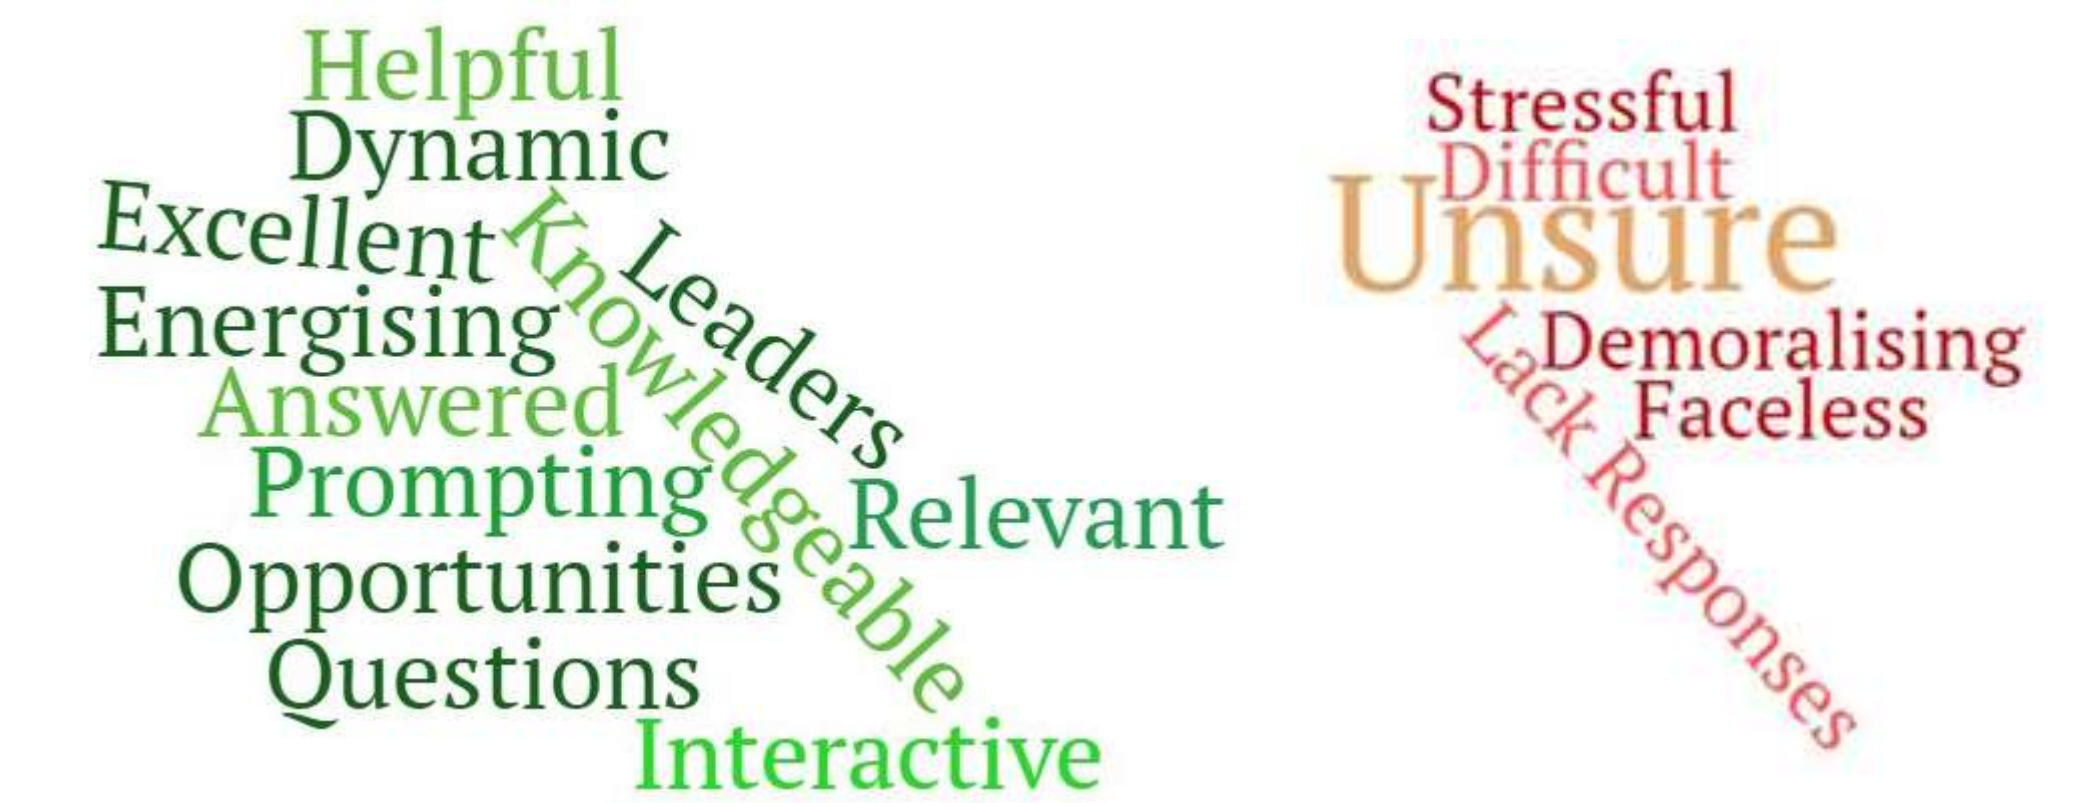 Helpful
Dynamic
Excellent
Knowledgeable
Leaders
Energising
Answered
Prompting
Relevant
Opportunities
Questions
Interactive
Stressful
Difficult
Unsure
Lack Responses
Demoralising
Faceless